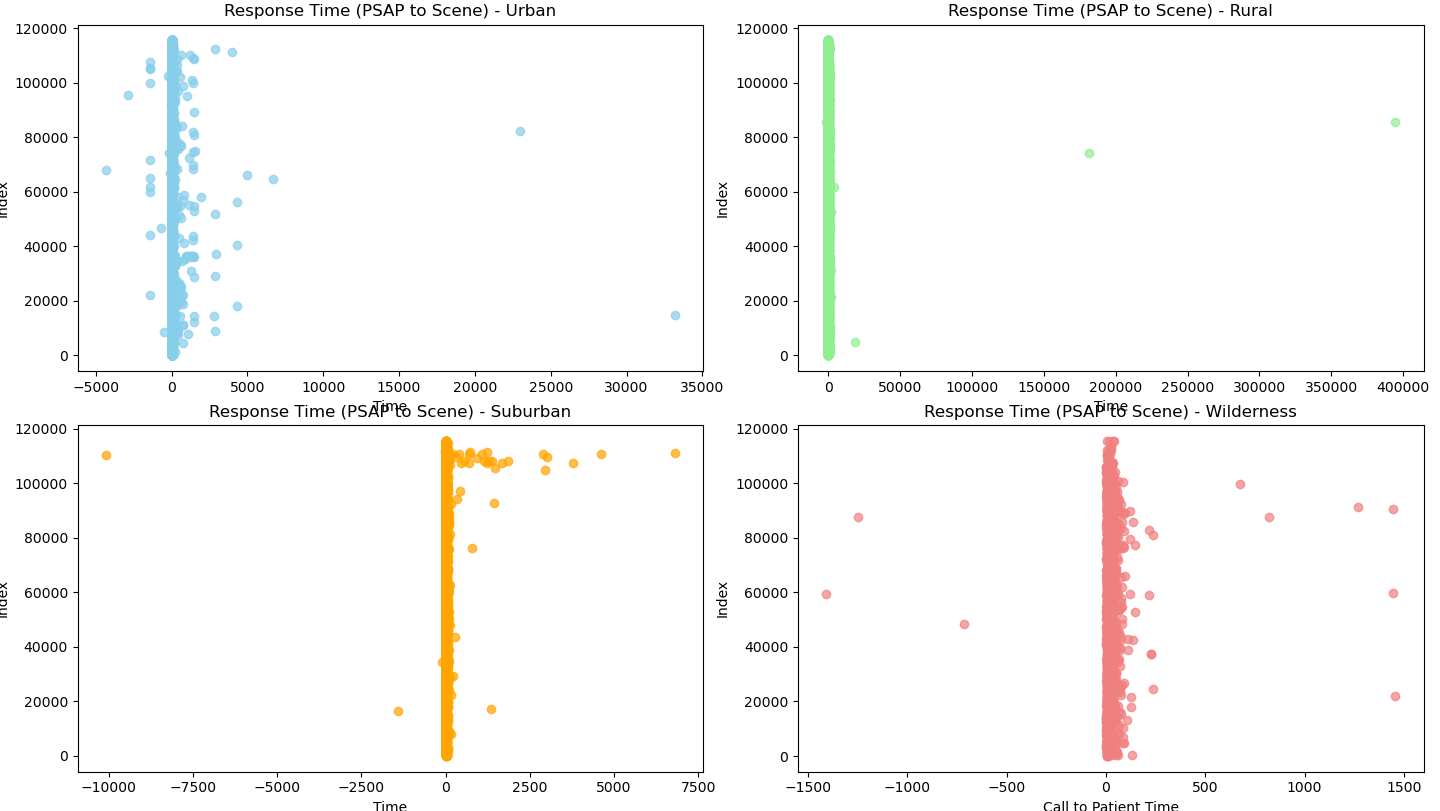 Response Time (PSAP to Scene) - Urban
120000
100000
80000
60000
40000
20000
0
Index
−5000 0 5000 10000 15000 20000 25000 30000 35000
Time
Response Time (PSAP to Scene) - Rural
120000
100000
80000
60000
40000
20000
0
Index
0 50000 100000 150000 200000 250000 300000 350000 400000
Time
Response Time (PSAP to Scene) - Suburban
120000
100000
80000
60000
40000
20000
0
Index
−10000 −7500 −5000 −2500 0 2500 5000 7500
Time
Response Time (PSAP to Scene) - Wilderness
120000
100000
80000
60000
40000
20000
0
Index
−1500 −1000 −500 0 500 1000 1500
Call to Patient Time